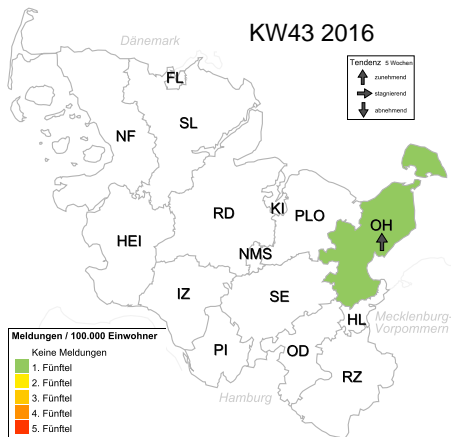 KW43 2016
Dänemark
Tendenz 5 Wochen
zunehmend
stagnierend
abnehmend
FL
SL
NF
RD
KI
PLO
OH
HEI
NMS
IZ
SE
HL
Mecklenburg-
Vorpommern
PI
OD
RZ
Hamburg
Meldungen / 100.000 Einwohner
Keine Meldungen
1. Fünftel
2. Fünftel
3. Fünftel
4. Fünftel
5. Fünftel